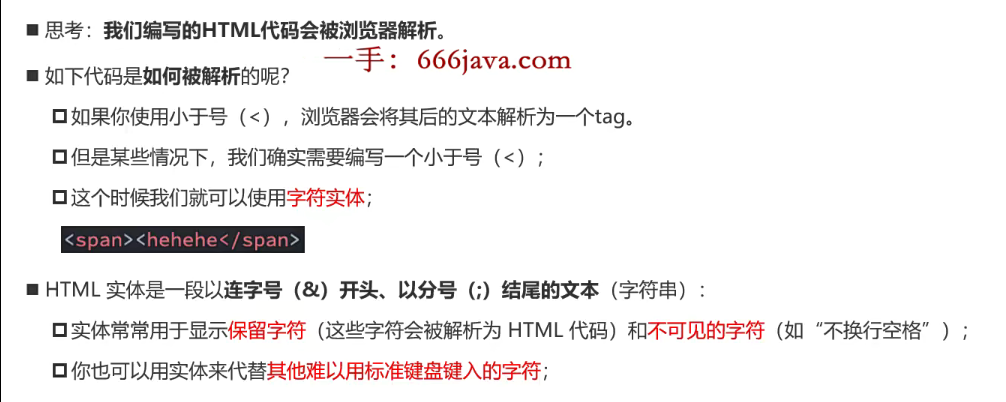 ■ 思考：我们编写的HTML代码会被浏览器解析。
一手：666java.com
■ 如下代码是如何被解析的呢?
如果你使用小于号（<），浏览器会将其后的文本解析为一个tag。
但是某些情况下，我们确实需要编写一个小于号（<）;
这个时候我们就可以使用字符实体;
<span><hehehe</span>
■ HTML 实体是一段以连字号（&）开头、以分号（;）结尾的文本（字符串）:
实体常常用于显示保留字符（这些字符会被解析为 HTML 代码）和不可见的字符（如“不换行空格”）;
你也可以用实体来代替其他难以用标准键盘键入的字符;